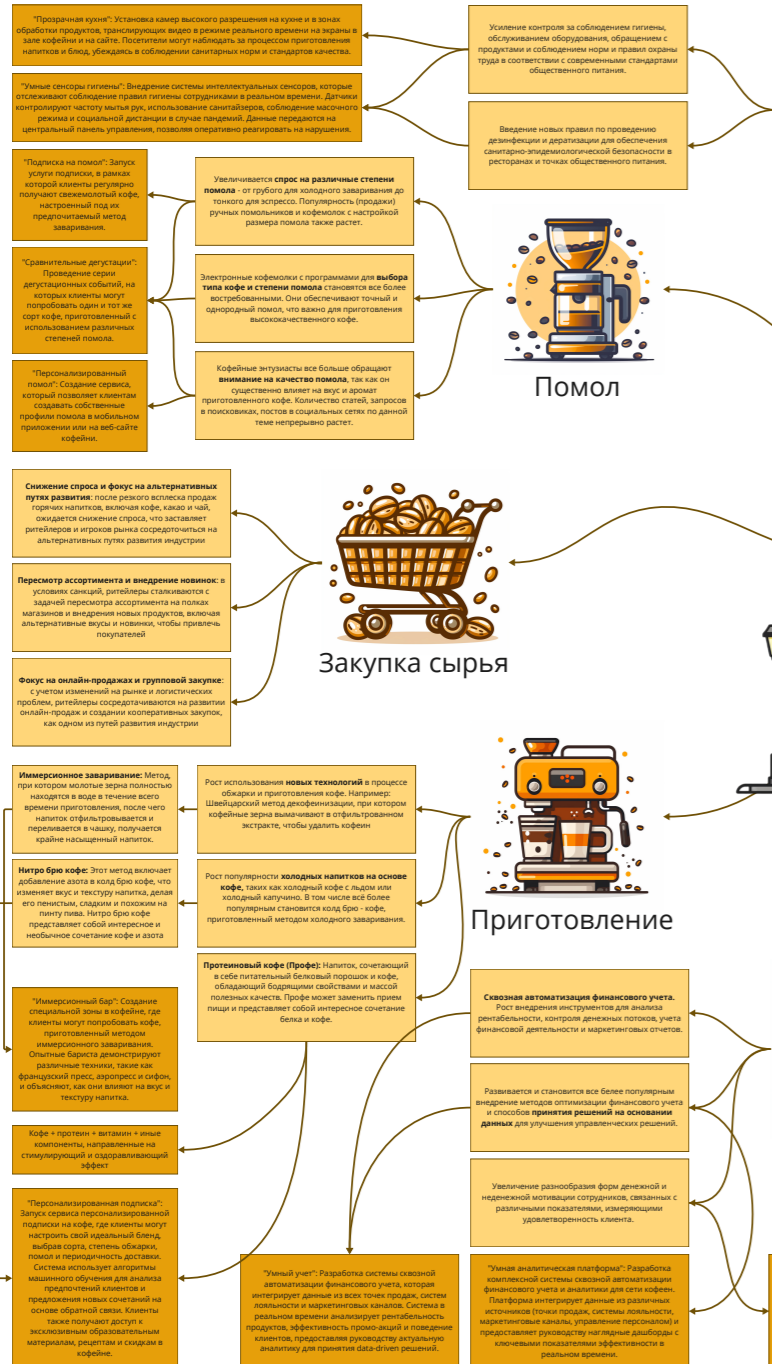 "Прозрачная кухня": Установка камер высокого разрешения на кухне и в зонах
обработки продуктов, транслирующих видео в режиме реального времени на экраны в
зале кофейни и на сайте. Посетители могут наблюдать за процессом приготовления
напитков и блюд, убеждаясь в соблюдении санитарных норм и стандартов качества.
Усиление контроля за соблюдением гигиены,
обслуживанием оборудования, обращением с
продуктами и соблюдением норм и правил охраны
труда в соответствии с современными стандартами
общественного питания.
"Умные сенсоры гигиены": Внедрение системы интеллектуальных сенсоров, которые
отслеживают соблюдение правил гигиены сотрудниками в реальном времени. Датчики
контролируют частоту мытья рук, использование санитайзеров, соблюдение масочного
режима и социальной дистанции в случае пандемий. Данные передаются на
центральный панель управления, позволяя оперативно реагировать на нарушения.
Введение новых правил по проведению
дезинфекции и дератизации для обеспечения
санитарно-эпидемиологической безопасности в
ресторанах и точках общественного питания.
"Подписка на помол": Запуск
услуги подписки, в рамках
которой клиенты регулярно
получают свежемолотый кофе,
настроенный под их
предпочитаемый метод
заваривания.
Увеличивается спрос на различные степени
помола - от грубого для холодного заваривания до
тонкого для эспрессо. Популярность (продажи)
ручных помольников и кофемолок с настройкой
размера помола также растет.
"Сравнительные дегустации":
Проведение серии
дегустационных событий, на
которых клиенты могут
попробовать один и тот же
сорт кофе, приготовленный с
использованием различных
степеней помола.
Электронные кофемолки с программами для выбора
типа кофе и степени помола становятся все более
востребованными. Они обеспечивают точный и
однородный помол, что важно для приготовления
высококачественного кофе.
"Персонализированный
помол": Создание сервиса,
который позволяет клиентам
создавать собственные
профили помола в мобильном
приложении или на веб-сайте
кофейни.
Кофейные энтузиасты все больше обращают
внимание на качество помола, так как он
существенно влияет на вкус и аромат
приготовленного кофе. Количество статей, запросов
в поисковиках, постов в социальных сетях по данной
теме непрерывно растет.
Помол
Снижение спроса и фокус на альтернативных
путях развития: после резкого всплеска продаж
горячих напитков, включая кофе, какао и чай,
ожидается снижение спроса, что заставляет
ритейлеров и игроков рынка сосредоточиться на
альтернативных путях развития индустрии
Пересмотр ассортимента и внедрение новинок: в
условиях санкций, ритейлеры сталкиваются с
задачей пересмотра ассортимента на полках
магазинов и внедрения новых продуктов, включая
альтернативные вкусы и новинки, чтобы привлечь
покупателей
Фокус на онлайн-продажах и групповой закупке:
с учетом изменений на рынке и логистических
проблем, ритейлеры сосредотачиваются на развитии
онлайн-продаж и создании кооперативных закупок,
как одном из путей развития индустрии
Закупка сырья
Иммерсионное заваривание: Метод,
при котором молотые зерна полностью
находятся в воде в течение всего
времени приготовления, после чего
напиток отфильтровывается и
переливается в чашку, получается
крайне насыщенный напиток.
Рост использования новых технологий в процессе
обжарки и приготовления кофе. Например:
Швейцарский метод декофеинизации, при котором
кофейные зерна вымачивают в отфильтрованном
экстракте, чтобы удалить кофеин
Нитро брю кофе: Этот метод включает
добавление азота в колд брю кофе, что
изменяет вкус и текстуру напитка, делая
его пенистым, сладким и похожим на
пинту пива. Нитро брю кофе
представляет собой интересное и
необычное сочетание кофе и азота
Рост популярности холодных напитков на основе
кофе, таких как холодный кофе с льдом или
холодный капучино. В том числе всё более
популярным становится колд брю - кофе,
приготовленный методом холодного заваривания.
Протеиновый кофе (Профе): Напиток, сочетающий
в себе питательный белковый порошок и кофе,
обладающий бодрящими свойствами и массой
полезных качеств. Профе может заменить прием
пищи и представляет собой интересное сочетание
белка и кофе.
Приготовление
"Иммерсионный бар": Создание
специальной зоны в кофейне, где
клиенты могут попробовать кофе,
приготовленный методом
иммерсионного заваривания.
Опытные бариста демонстрируют
различные техники, такие как
французский пресс, аэропресс и сифон,
и объясняют, как они влияют на вкус и
текстуру напитка.
Сквозная автоматизация финансового учета.
Рост внедрения инструментов для анализа
рентабельности, контроля денежных потоков, учета
финансовой деятельности и маркетинговых отчетов.
Развивается и становится все более популярным
внедрение методов оптимизации финансового учета
и способов принятия решений на основании
данных для улучшения управленческих решений.
Кофе + протеин + витамин + иные
компоненты, направленные на
стимулирующий и оздоравливающий
эффект
Увеличение разнообразия форм денежной и
неденежной мотивации сотрудников, связанных с
различными показателями, измеряющими
удовлетворенность клиента.
"Персонализированная подписка":
Запуск сервиса персонализированной
подписки на кофе, где клиенты могут
настроить свой идеальный бленд,
выбрав сорта, степень обжарки,
помол и периодичность доставки.
Система использует алгоритмы
машинного обучения для анализа
предпочтений клиентов и
предложения новых сочетаний на
основе обратной связи. Клиенты
также получают доступ к
эксклюзивным образовательным
материалам, рецептам и скидкам в
кофейне.
"Умный учет": Разработка системы сквозной
автоматизации финансового учета, которая
интегрирует данные из всех точек продаж, систем
лояльности и маркетинговых каналов. Система в
реальном времени анализирует рентабельность
продуктов, эффективность промо-акций и поведение
клиентов, предоставляя руководству актуальную
аналитику для принятия data-driven решений.
"Умная аналитическая платформа": Разработка
комплексной системы сквозной автоматизации
финансового учета и аналитики для сети кофеен.
Платформа интегрирует данные из различных
источников (точки продаж, системы лояльности,
маркетинговые каналы, управление персоналом) и
предоставляет руководству наглядные дашборды с
ключевыми показателями эффективности в
реальном времени.